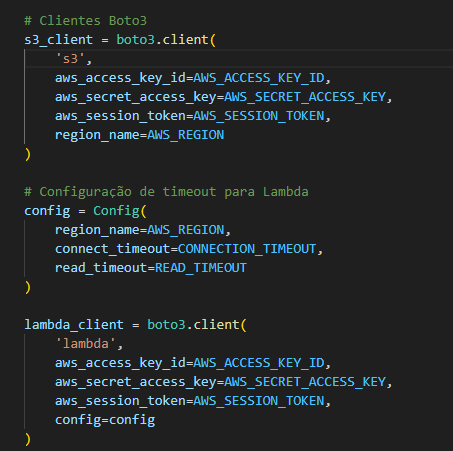 # Clientes Boto3
s3_client = boto3.client(
    's3',
    aws_access_key_id=AWS_ACCESS_KEY_ID,
    aws_secret_access_key=AWS_SECRET_ACCESS_KEY,
    aws_session_token=AWS_SESSION_TOKEN,
    region_name=AWS_REGION
)
# Configuração de timeout para Lambda
config = Config(
    region_name=AWS_REGION,
    connect_timeout=CONNECTION_TIMEOUT,
    read_timeout=READ_TIMEOUT
)
lambda_client = boto3.client(
    'lambda',
    aws_access_key_id=AWS_ACCESS_KEY_ID,
    aws_secret_access_key=AWS_SECRET_ACCESS_KEY,
    aws_session_token=AWS_SESSION_TOKEN,
    config=config
)